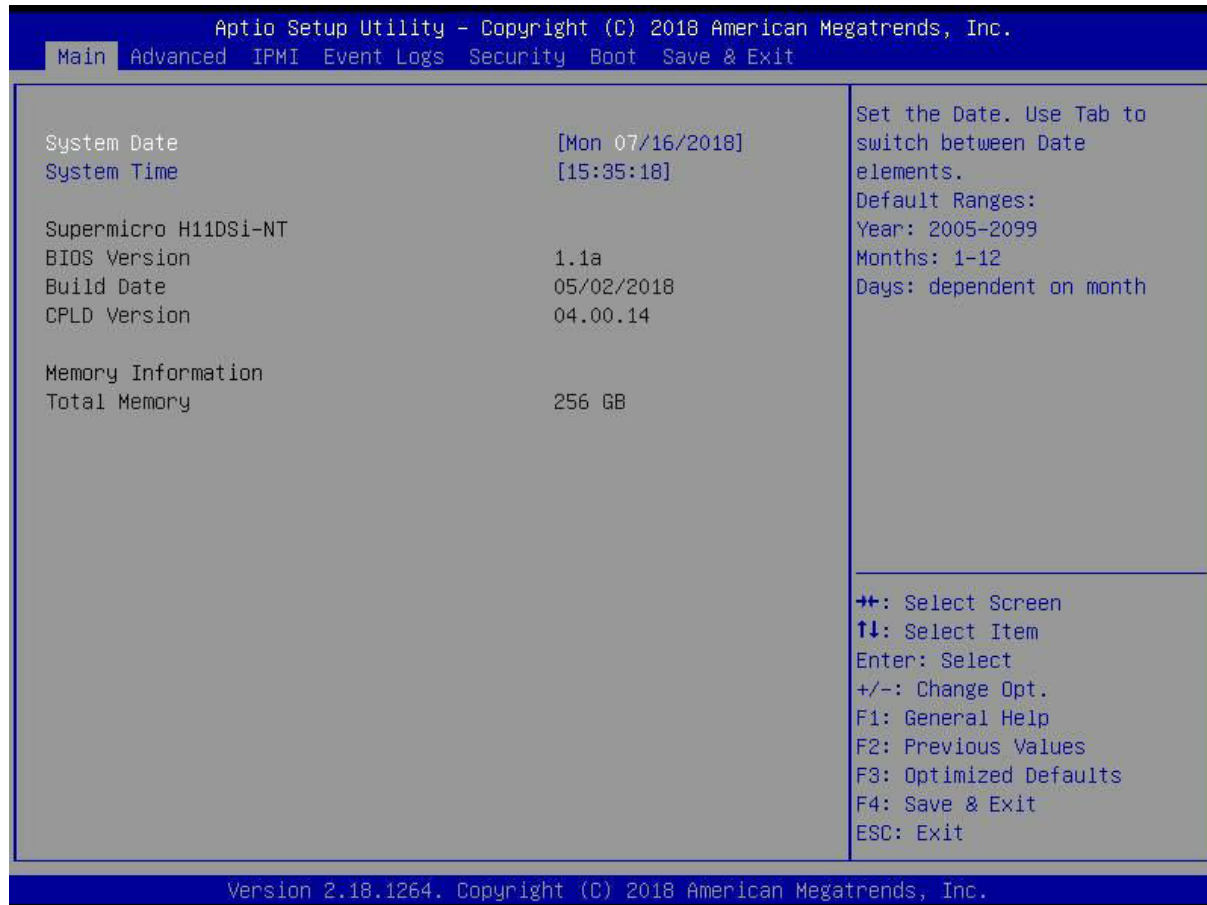 Aptio Setup Utility – Copyright (C) 2018 American Megatrends, Inc.
Main Advanced IPMI Event Logs Security Boot Save & Exit
System Date [Mon 07/16/2018]
System Time [15:35:18]
Supermicro H11DSi-NT
BIOS Version 1.1a
Build Date 05/02/2018
CPLD Version 04.00.14
Memory Information
Total Memory 256 GB
Set the Date. Use Tab to
switch between Date
elements.
Default Ranges:
Year: 2005-2099
Months: 1-12
Days: dependent on month
→←: Select Screen
↑↓: Select Item
Enter: Select
+/-: Change Opt.
F1: General Help
F2: Previous Values
F3: Optimized Defaults
F4: Save & Exit
ESC: Exit
Version 2.18.1264. Copyright (C) 2018 American Megatrends, Inc.